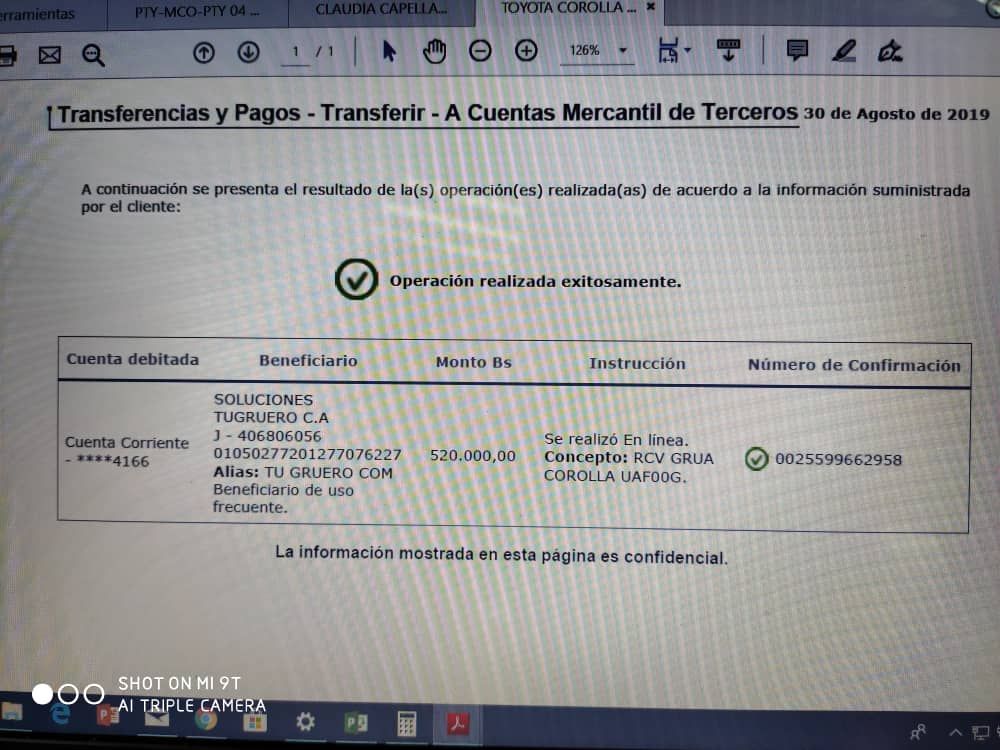 erramientas
PTY-MCO-PTY 04 ...
CLAUDIA CAPELLA...
TOYOTA COROLLA ... ×
1 / 1
126%
Transferencias y Pagos - Transferir - A Cuentas Mercantil de Terceros 30 de Agosto de 2019
A continuación se presenta el resultado de la(s) operación(es) realizada(as) de acuerdo a la información suministrada
por el cliente:
Operación realizada exitosamente.
Cuenta debitada Beneficiario Monto Bs Instrucción Número de Confirmación
Cuenta Corriente
- ****4166
SOLUCIONES
TUGRUERO C.A
J - 406806056
01050277201277076227
Alias: TU GRUERO COM
Beneficiario de uso
frecuente.
520.000,00
Se realizó En línea.
Concepto: RCV GRUA
COROLLA UAF00G.
0025599662958
La información mostrada en esta página es confidencial.
SHOT ON MI 9T
AI TRIPLE CAMERA